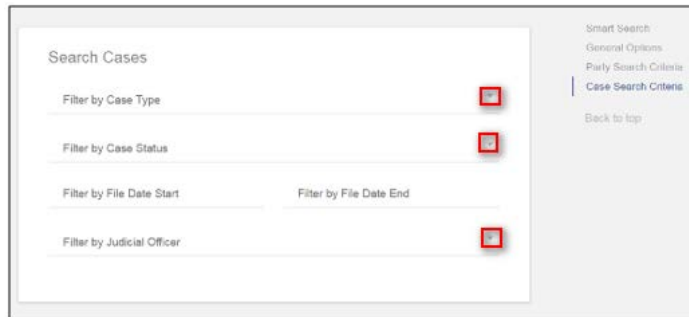 Search Cases
Filter by Case Type
Filter by Case Status
Filter by File Date Start
Filter by File Date End
Filter by Judicial Officer
Smart Search
General Options
Party Search Criteria
Case Search Criteria
Back to top